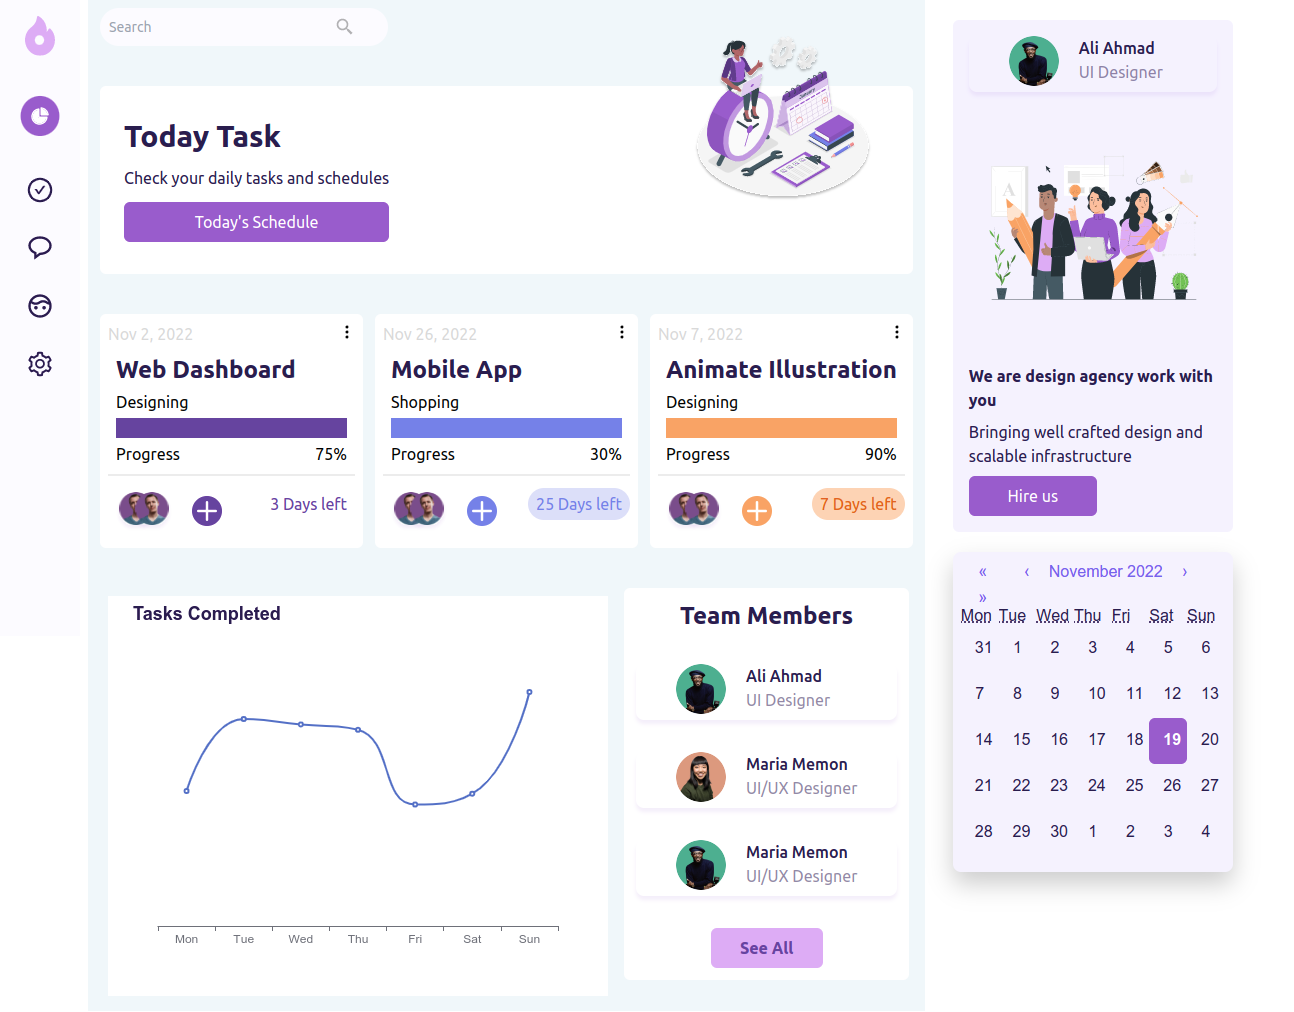 Search
Today Task
Check your daily tasks and schedules
Today's Schedule
Nov 2, 2022
Web Dashboard
Designing
Progress 75%
3 Days left
Nov 26, 2022
Mobile App
Shopping
Progress 30%
25 Days left
Nov 7, 2022
Animate Illustration
Designing
Progress 90%
7 Days left
Tasks Completed
Mon Tue Wed Thu Fri Sat Sun
Team Members
Ali Ahmad
UI Designer
Maria Memon
UI/UX Designer
Maria Memon
UI/UX Designer
See All
Ali Ahmad
UI Designer
A
We are design agency work with
you
Bringing well crafted design and
scalable infrastructure
Hire us
« ‹ November 2022 ›
»
Mon Tue Wed Thu Fri Sat Sun
31 1 2 3 4 5 6
7 8 9 10 11 12 13
14 15 16 17 18 19 20
21 22 23 24 25 26 27
28 29 30 1 2 3 4